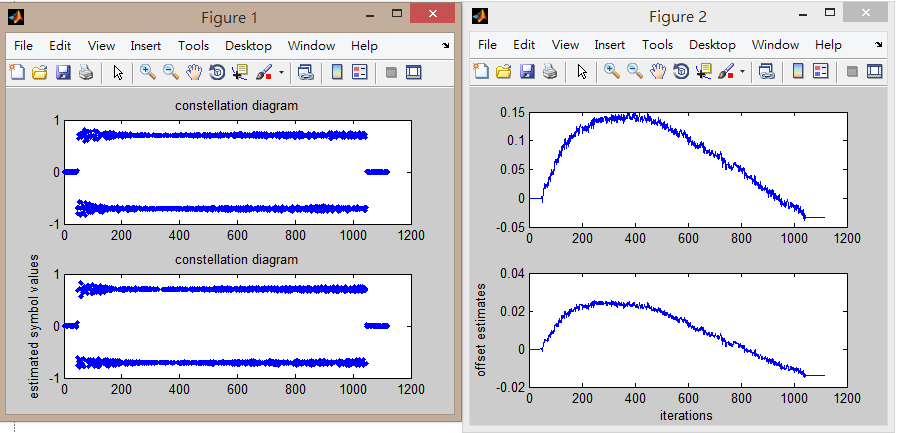 Figure 1
File Edit View Insert Tools Desktop Window Help
constellation diagram
1
0
-1
0 200 400 600 800 1000 1200
constellation diagram
1
0
-1
0 200 400 600 800 1000 1200
estimated symbol values
Figure 2
File Edit View Insert Tools Desktop Window Help
0.15
0.1
0.05
0
-0.05
0 200 400 600 800 1000 1200
0.04
0.02
0
-0.02
0 200 400 600 800 1000 1200
offset estimates
iterations